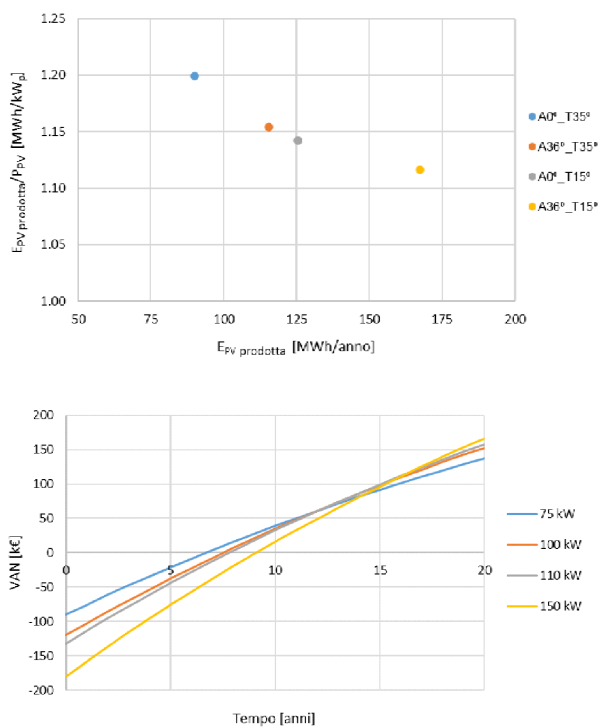 1.25
1.20
1.15
1.10
1.05
1.00
E_PV prodotta/P_PV [MWh/kW_p]
50 75 100 125 150 175 200
E_PV prodotta [MWh/anno]
A0°_T35°
A36°_T35°
A0°_T15°
A36°_T15°
200
150
100
50
0
-50
-100
-150
-200
VAN [k€]
0 5 10 15 20
Tempo [anni]
75 kW
100 kW
110 kW
150 kW